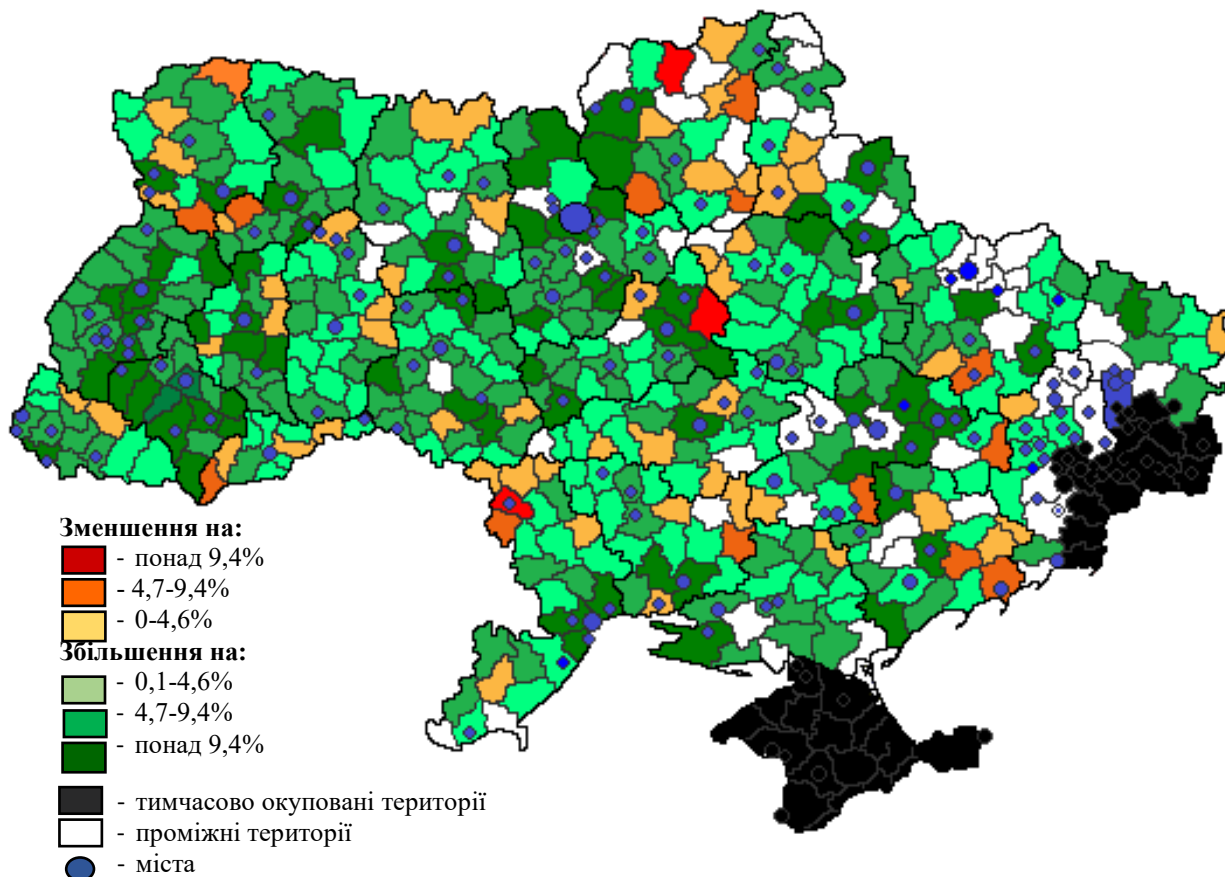 Зменшення на:
- понад 9,4%
- 4,7-9,4%
- 0-4,6%
Збільшення на:
- 0,1-4,6%
- 4,7-9,4%
- понад 9,4%
- тимчасово окуповані території
- проміжні території
- міста